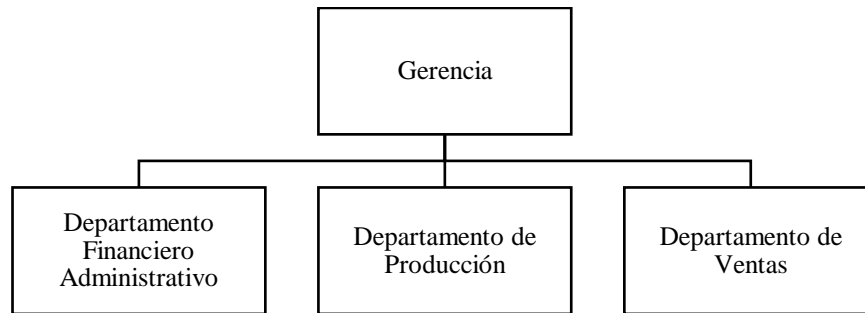 Gerencia
Departamento
Financiero
Administrativo
Departamento de
Producción
Departamento de
Ventas